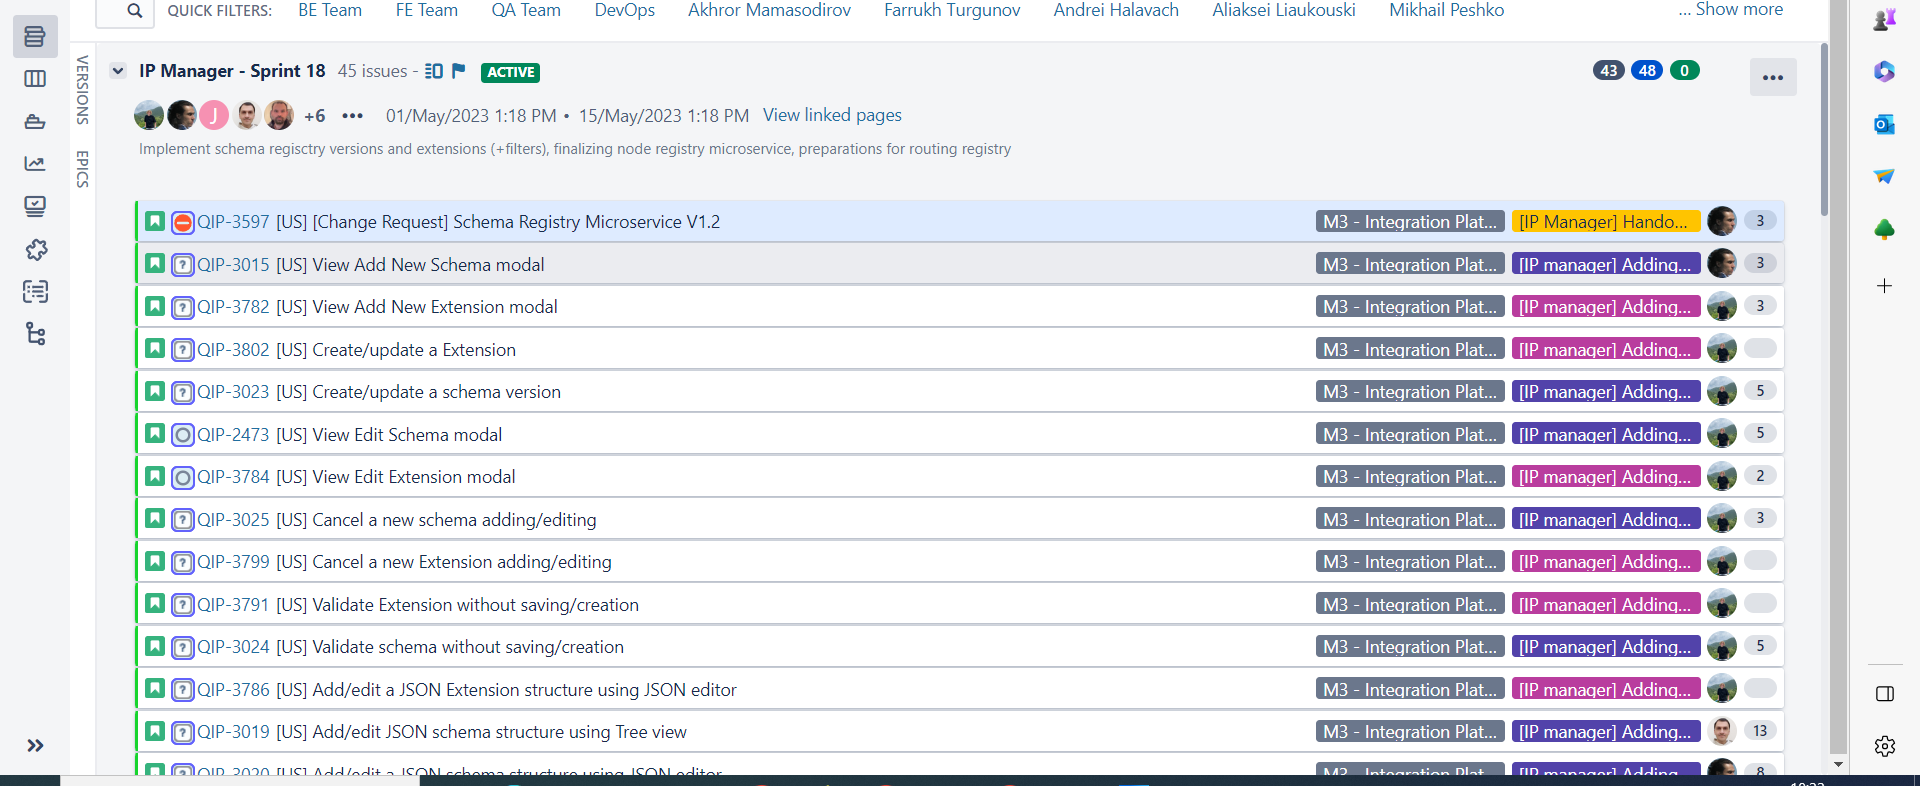 QUICK FILTERS: BE Team FE Team QA Team DevOps Akhror Mamasodirov Farrukh Turgunov Andrei Halavach Aliaksei Liaukouski Mikhail Peshko ... Show more
VERSIONS
EPICS
IP Manager - Sprint 18 45 issues - ACTIVE 43 48 0
J +6 ••• 01/May/2023 1:18 PM • 15/May/2023 1:18 PM View linked pages
Implement schema regisctry versions and extensions (+filters), finalizing node registry microservice, preparations for routing registry
QIP-3597 [US] [Change Request] Schema Registry Microservice V1.2 M3 - Integration Plat... [IP Manager] Hando... 3
QIP-3015 [US] View Add New Schema modal M3 - Integration Plat... [IP manager] Adding... 3
QIP-3782 [US] View Add New Extension modal M3 - Integration Plat... [IP manager] Adding... 3
QIP-3802 [US] Create/update a Extension M3 - Integration Plat... [IP manager] Adding...
QIP-3023 [US] Create/update a schema version M3 - Integration Plat... [IP manager] Adding... 5
QIP-2473 [US] View Edit Schema modal M3 - Integration Plat... [IP manager] Adding... 5
QIP-3784 [US] View Edit Extension modal M3 - Integration Plat... [IP manager] Adding... 2
QIP-3025 [US] Cancel a new schema adding/editing M3 - Integration Plat... [IP manager] Adding... 3
QIP-3799 [US] Cancel a new Extension adding/editing M3 - Integration Plat... [IP manager] Adding...
QIP-3791 [US] Validate Extension without saving/creation M3 - Integration Plat... [IP manager] Adding...
QIP-3024 [US] Validate schema without saving/creation M3 - Integration Plat... [IP manager] Adding... 5
QIP-3786 [US] Add/edit a JSON Extension structure using JSON editor M3 - Integration Plat... [IP manager] Adding...
QIP-3019 [US] Add/edit JSON schema structure using Tree view M3 - Integration Plat... [IP manager] Adding... 13
QIP-3020 [US] Add/edit a JSON schema structure using JSON editor M3 - Integration Plat... [IP manager] Adding... 8